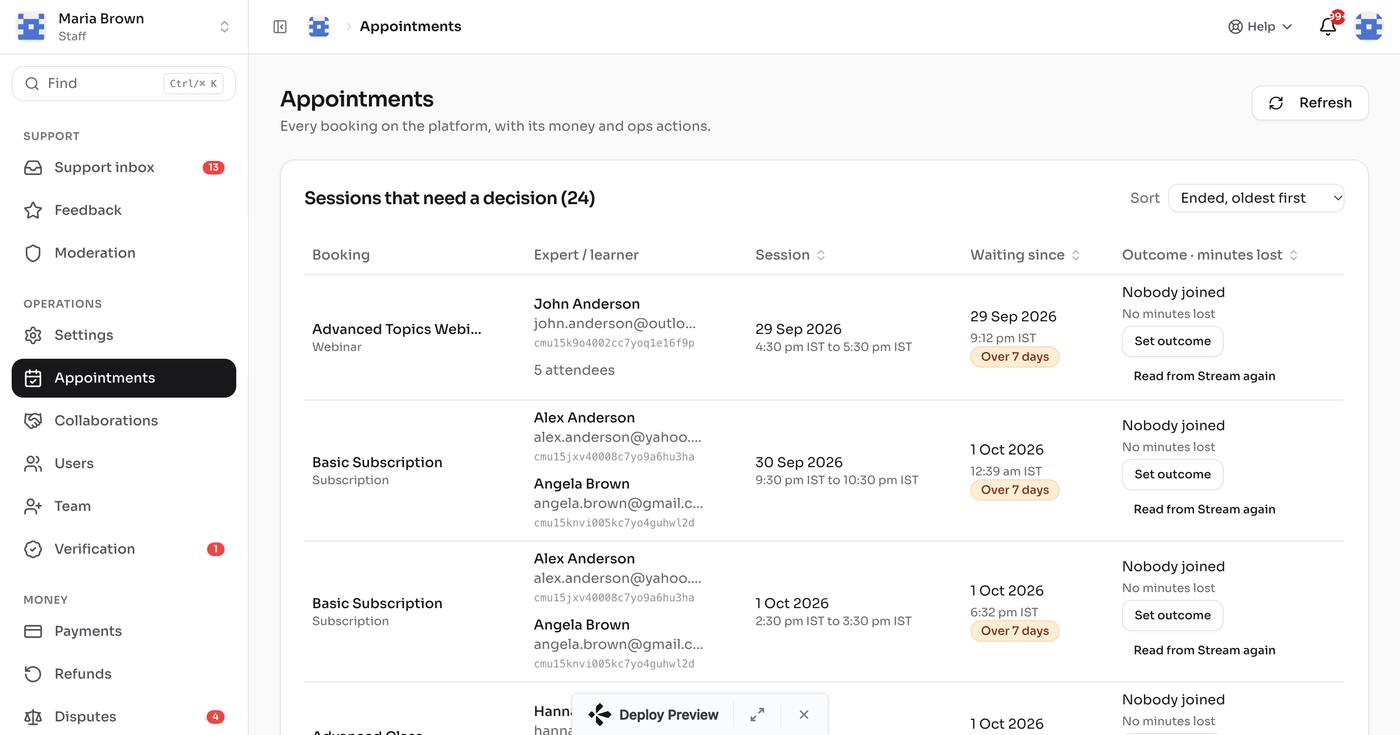 Maria Brown
Staff
Find
Ctrl/⌘ K
SUPPORT
Support inbox 13
Feedback
Moderation
OPERATIONS
Settings
Appointments
Collaborations
Users
Team
Verification 1
MONEY
Payments
Refunds
Disputes 4
Appointments
Help
99+
Appointments
Every booking on the platform, with its money and ops actions.
Refresh
Sessions that need a decision (24)
Sort Ended, oldest first
Booking Expert / learner Session Waiting since Outcome · minutes lost
Advanced Topics Webi...
Webinar
John Anderson
john.anderson@outlo...
cmu15k9o4002cc7yoq1e16f9p
5 attendees
29 Sep 2026
4:30 pm IST to 5:30 pm IST
29 Sep 2026
9:12 pm IST
Over 7 days
Nobody joined
No minutes lost
Set outcome
Read from Stream again
Basic Subscription
Subscription
Alex Anderson
alex.anderson@yahoo....
cmu15jxv40008c7yo9a6hu3ha
Angela Brown
angela.brown@gmail.c...
cmu15knvi005kc7yo4guhwl2d
30 Sep 2026
9:30 pm IST to 10:30 pm IST
1 Oct 2026
12:39 am IST
Over 7 days
Nobody joined
No minutes lost
Set outcome
Read from Stream again
Basic Subscription
Subscription
Alex Anderson
alex.anderson@yahoo....
cmu15jxv40008c7yo9a6hu3ha
Angela Brown
angela.brown@gmail.c...
cmu15knvi005kc7yo4guhwl2d
1 Oct 2026
2:30 pm IST to 3:30 pm IST
1 Oct 2026
6:32 pm IST
Over 7 days
Nobody joined
No minutes lost
Set outcome
Read from Stream again
1 Oct 2026
Nobody joined
No minutes lost
Deploy Preview